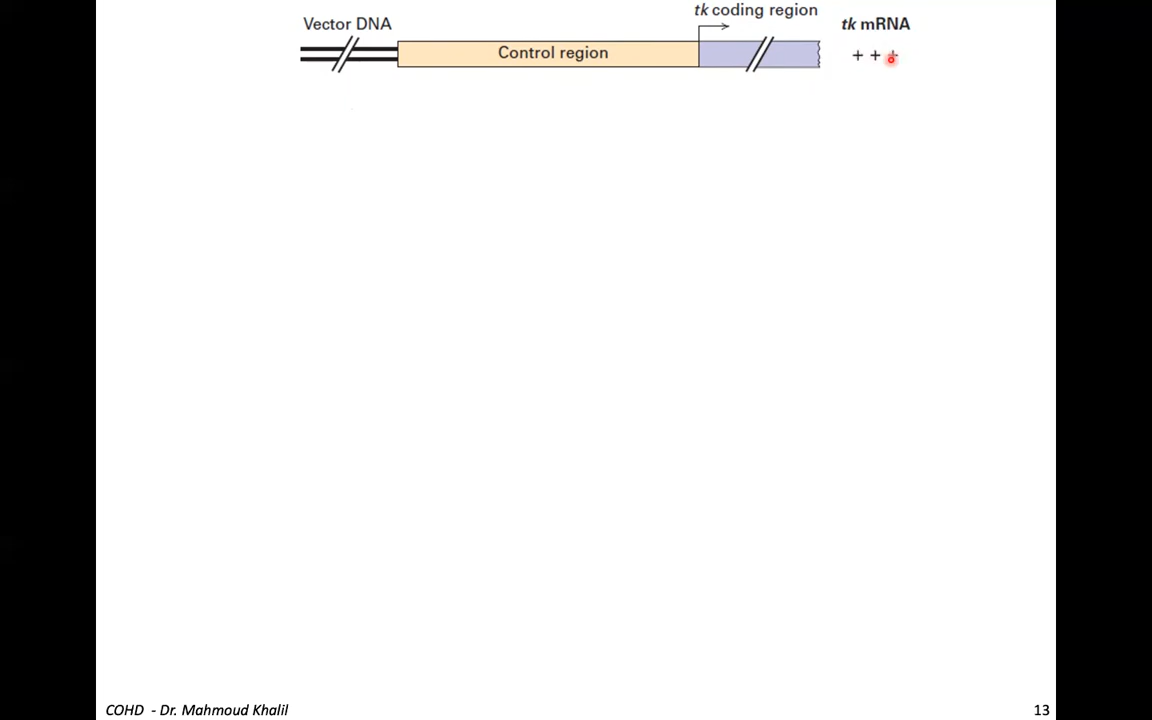 tk coding region
Vector DNA
tk mRNA
Control region
+ + +
COHD - Dr. Mahmoud Khalil
13